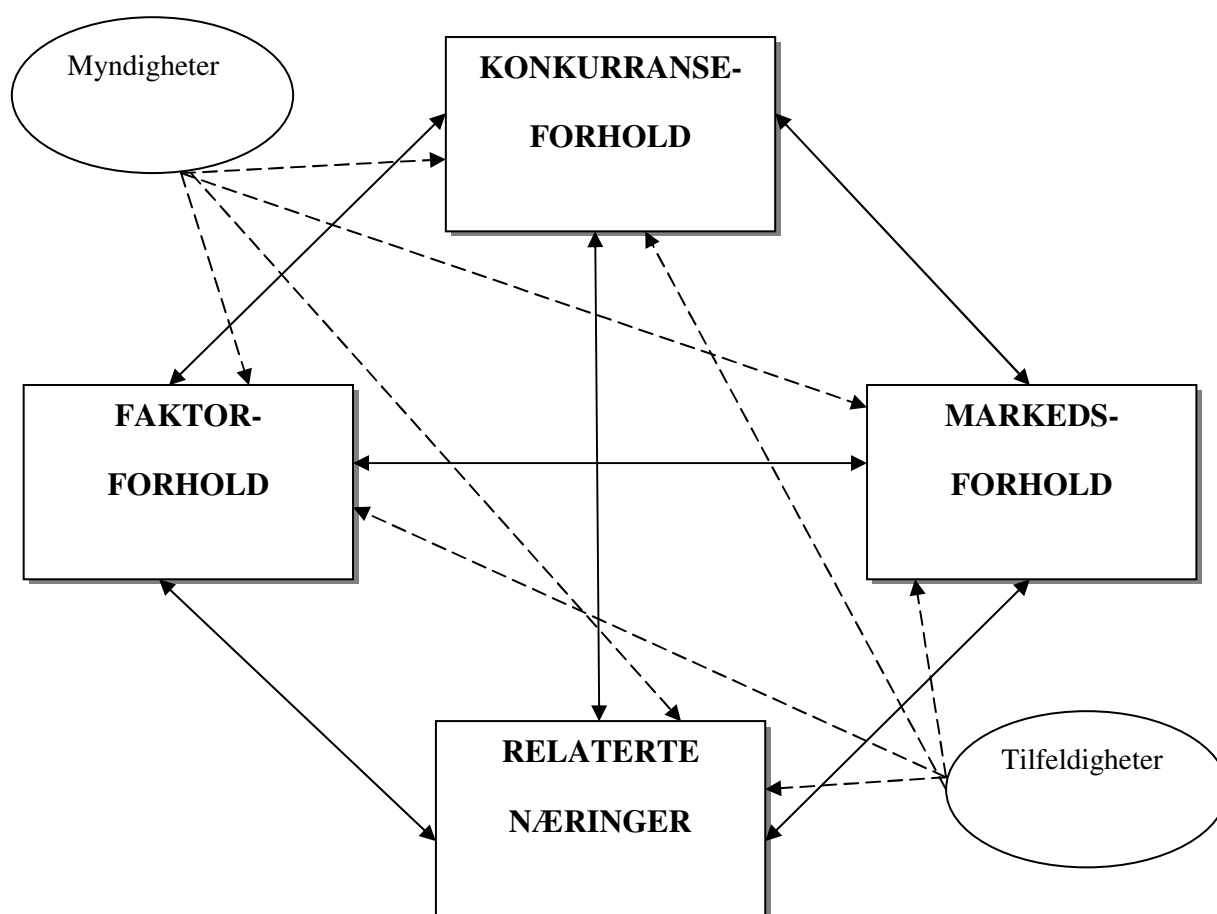 Myndigheter
KONKURRANSE-
FORHOLD
FAKTOR-
FORHOLD
MARKEDS-
FORHOLD
RELATERTE
NÆRINGER
Tilfeldigheter